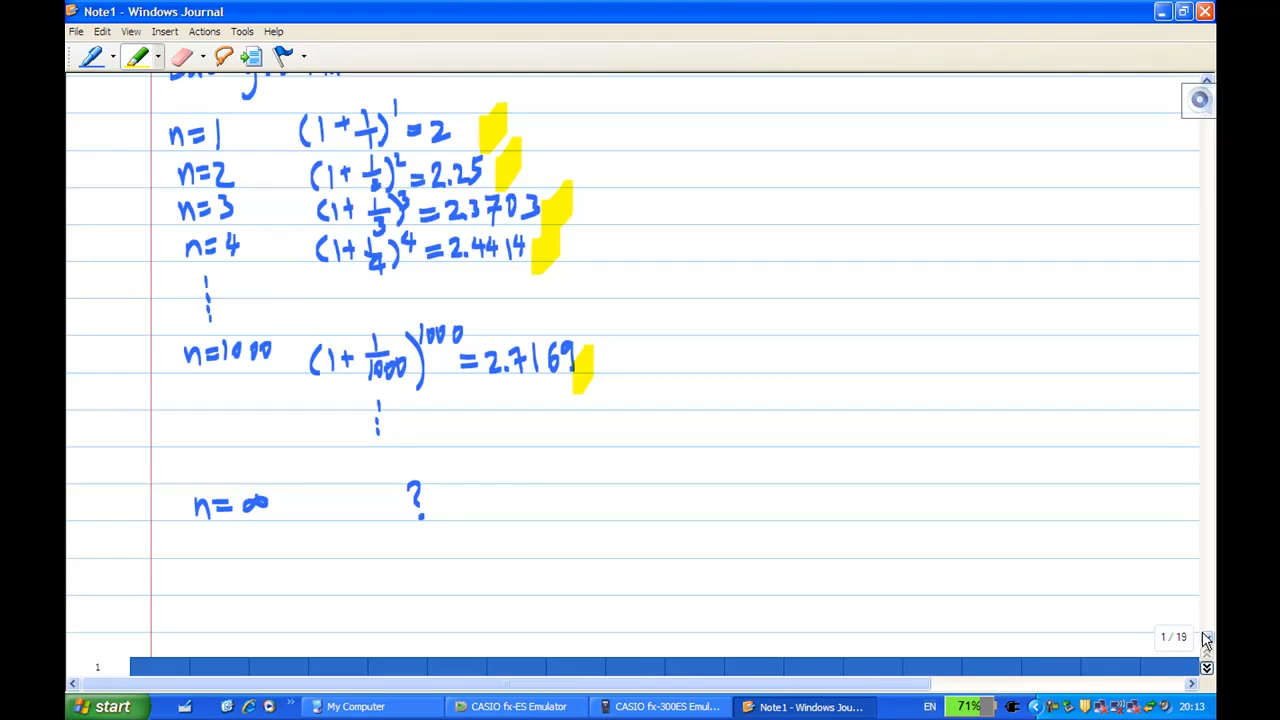 Note1 - Windows Journal
File Edit View Insert Actions Tools Help
n=1 (1+1/1)^1 = 2
n=2 (1+1/2)^2 = 2.25
n=3 (1+1/3)^3 = 2.3703
n=4 (1+1/4)^4 = 2.4414
⋮
n=1000 (1+1/1000)^1000 = 2.7169
⋮
n=∞ ?
1 / 19
1
start My Computer CASIO fx-ES Emulator CASIO fx-300ES Emul... Note1 - Windows Jou... EN 71% 20:13